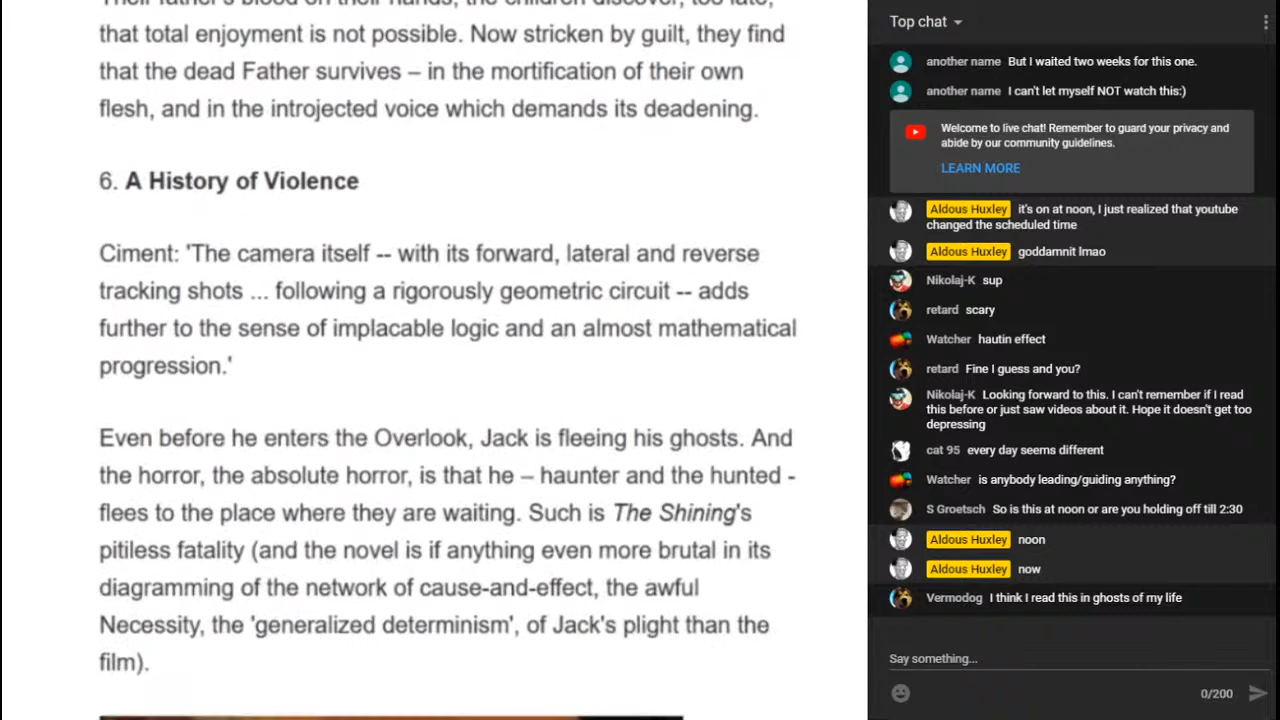 Their father's blood on their hands, the children discover, too late,
that total enjoyment is not possible. Now stricken by guilt, they find
that the dead Father survives – in the mortification of their own
flesh, and in the introjected voice which demands its deadening.
6. A History of Violence
Ciment: 'The camera itself -- with its forward, lateral and reverse
tracking shots ... following a rigorously geometric circuit -- adds
further to the sense of implacable logic and an almost mathematical
progression.'
Even before he enters the Overlook, Jack is fleeing his ghosts. And
the horror, the absolute horror, is that he – haunter and the hunted -
flees to the place where they are waiting. Such is The Shining's
pitiless fatality (and the novel is if anything even more brutal in its
diagramming of the network of cause-and-effect, the awful
Necessity, the 'generalized determinism', of Jack's plight than the
film).
Top chat
another name But I waited two weeks for this one.
another name I can't let myself NOT watch this:)
Welcome to live chat! Remember to guard your privacy and
abide by our community guidelines.
LEARN MORE
Aldous Huxley it's on at noon, I just realized that youtube
changed the scheduled time
Aldous Huxley goddamnit lmao
Nikolaj-K sup
retard scary
Watcher hautin effect
retard Fine I guess and you?
Nikolaj-K Looking forward to this. I can't remember if I read
this before or just saw videos about it. Hope it doesn't get too
depressing
cat 95 every day seems different
Watcher is anybody leading/guiding anything?
S Groetsch So is this at noon or are you holding off till 2:30
Aldous Huxley noon
Aldous Huxley now
Vermodog I think I read this in ghosts of my life
Say something...
0/200